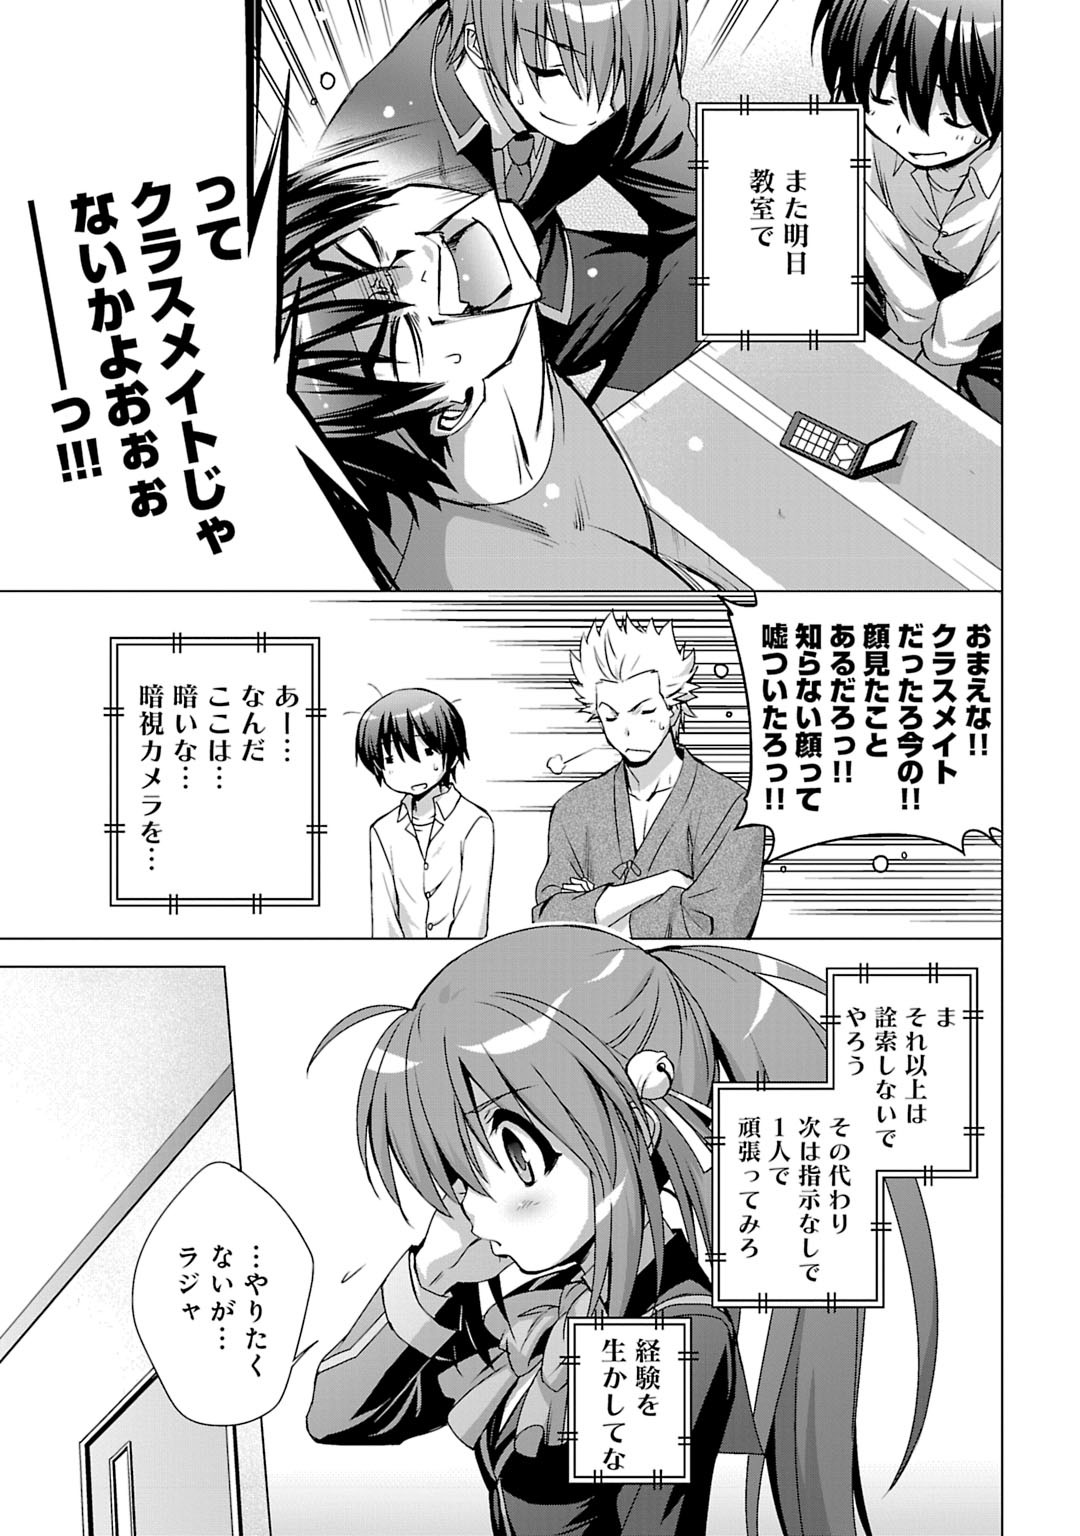 また明日
教室で
って
クラスメイトじゃ
ないかよおぉぉ
――――っ!!!
おまえな!!
クラスメイト
だったろ今の!!
顔見たこと
あるだろっ!!
知らない顔って
嘘ついたろっ!!
あー…
なんだ
ここは…
暗いな…
暗視カメラを…
ま
それ以上は
詮索しないで
やろう
その代わり
次は指示なしで
1人で
頑張ってみろ
経験を
生かしてな
…やりたく
ないが…
ラジャ